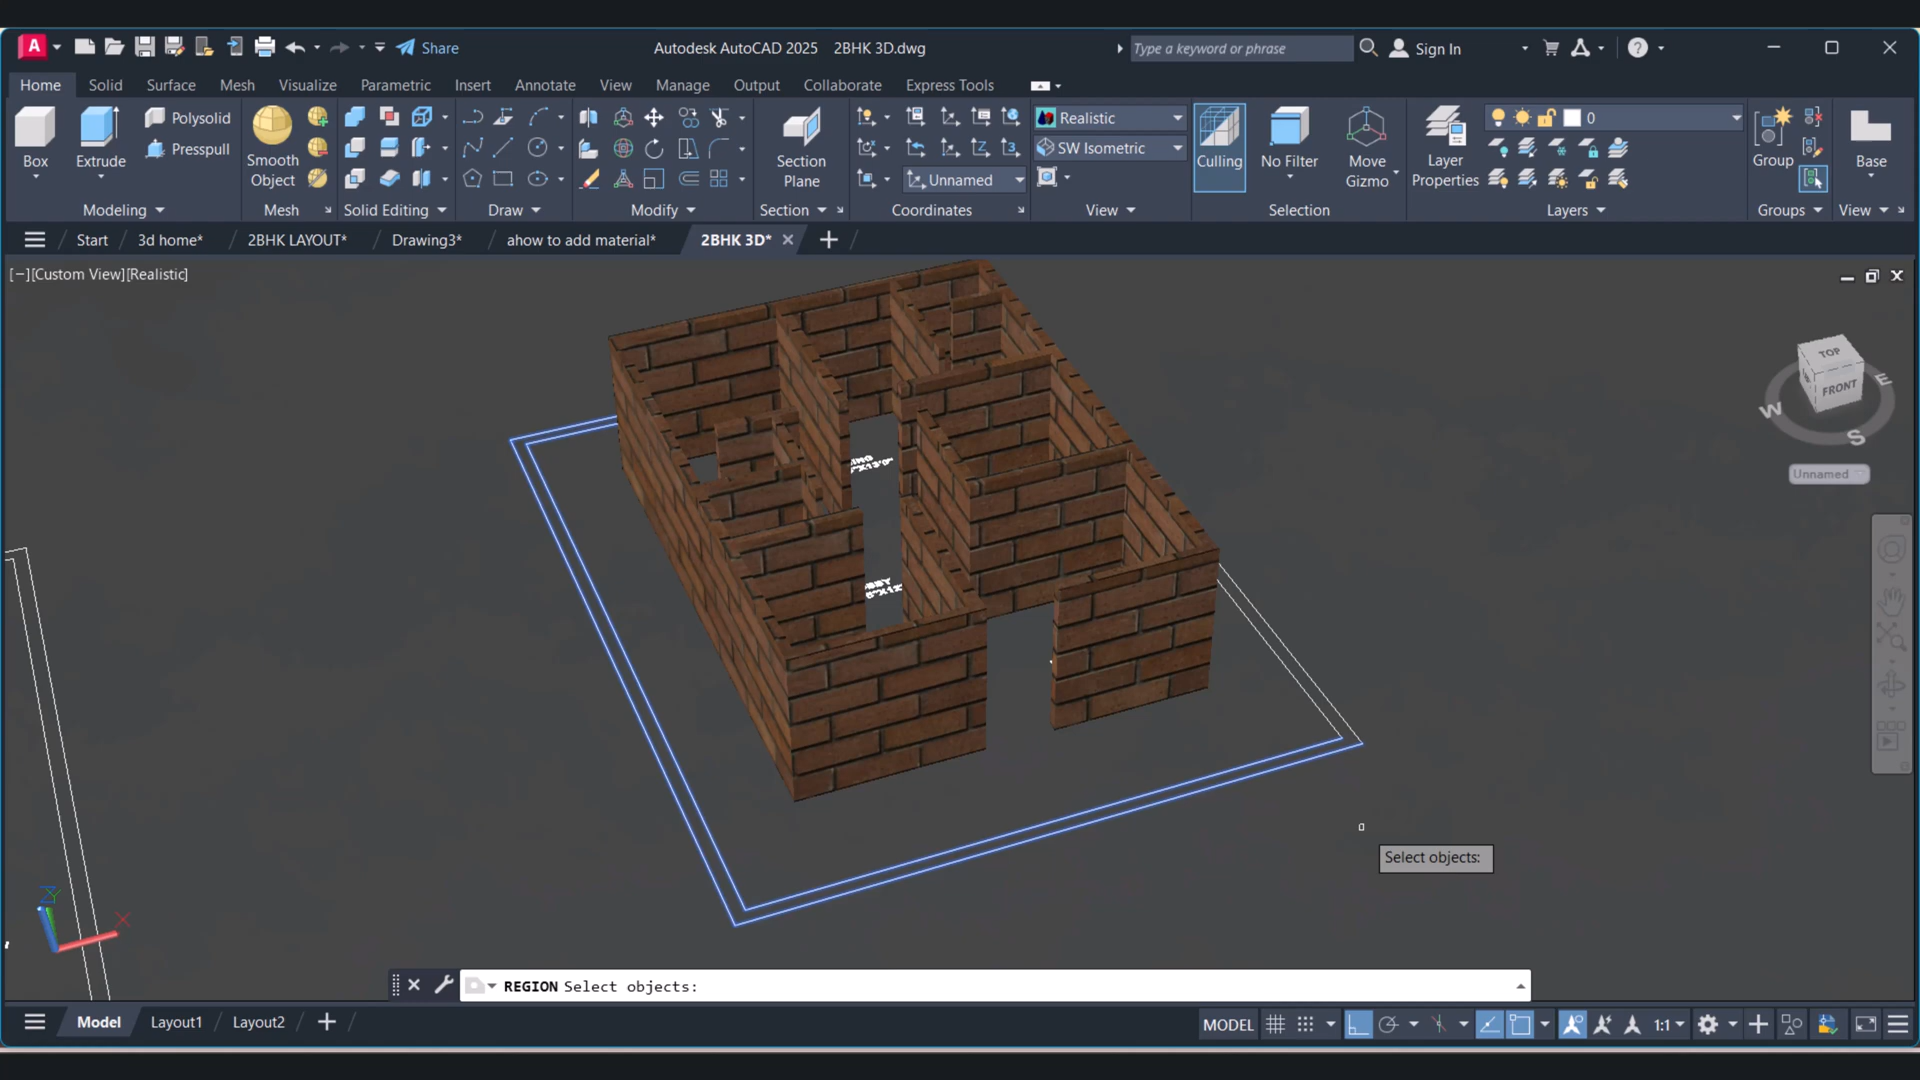 A Share Autodesk AutoCAD 2025 2BHK 3D.dwg Type a keyword or phrase Sign In
Home Solid Surface Mesh Visualize Parametric Insert Annotate View Manage Output Collaborate Express Tools
Box
Extrude
Polysolid
Presspull
Modeling
Smooth
Object
Mesh
Solid Editing
Draw
Modify
Section
Plane
Section
Unnamed
Coordinates
Realistic
SW Isometric
View
Culling
No Filter
Move
Gizmo
Selection
Layer
Properties
0
Layers
Group
Groups
Base
View
Start 3d home* 2BHK LAYOUT* Drawing3* ahow to add material* 2BHK 3D*
[−][Custom View][Realistic]
TOP
FRONT
W
E
S
Unnamed
Select objects:
Z
Y
X
REGION Select objects:
Model Layout1 Layout2
MODEL 1:1